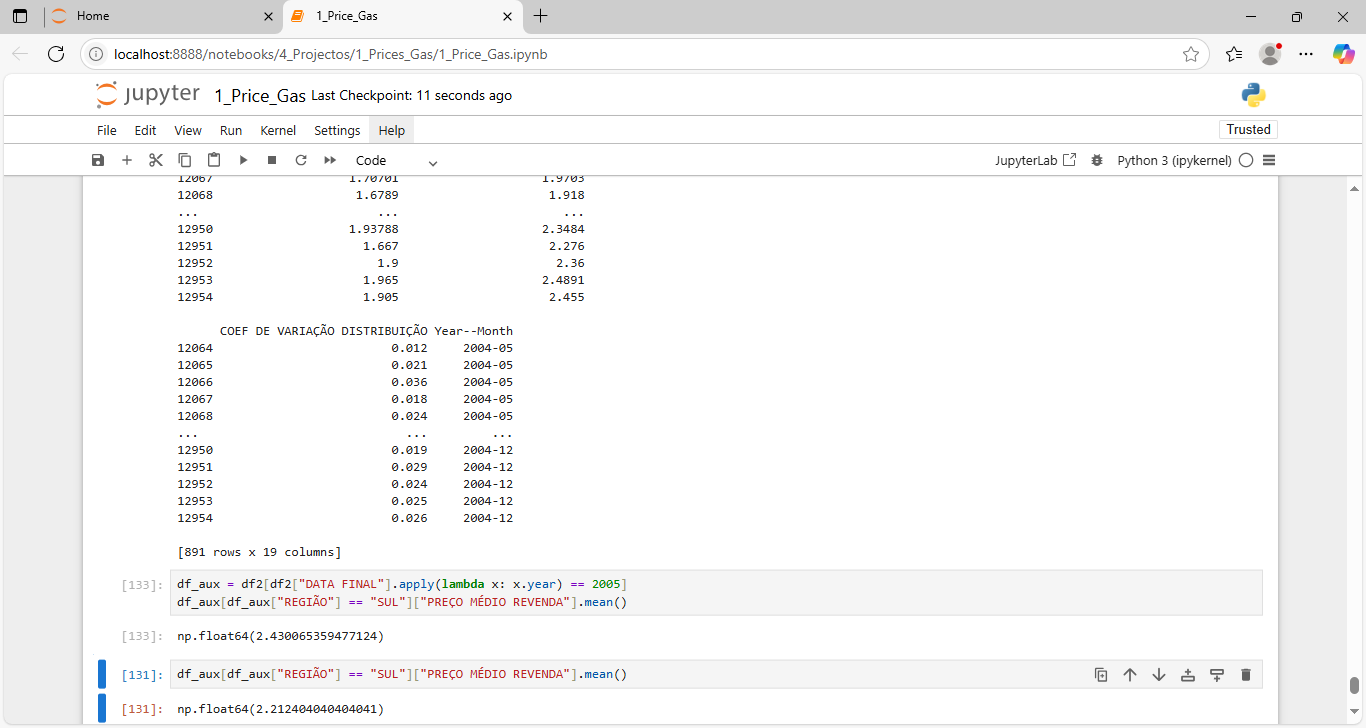 Home
1_Price_Gas
localhost:8888/notebooks/4_Projectos/1_Prices_Gas/1_Price_Gas.ipynb
jupyter 1_Price_Gas Last Checkpoint: 11 seconds ago
File Edit View Run Kernel Settings Help Trusted
Code JupyterLab Python 3 (ipykernel)
12067 1.70701 1.9703
12068 1.6789 1.918
... ... ...
12950 1.93788 2.3484
12951 1.667 2.276
12952 1.9 2.36
12953 1.965 2.4891
12954 1.905 2.455
COEF DE VARIAÇÃO DISTRIBUIÇÃO Year--Month
12064 0.012 2004-05
12065 0.021 2004-05
12066 0.036 2004-05
12067 0.018 2004-05
12068 0.024 2004-05
... ... ...
12950 0.019 2004-12
12951 0.029 2004-12
12952 0.024 2004-12
12953 0.025 2004-12
12954 0.026 2004-12
[891 rows x 19 columns]
[133]: df_aux = df2[df2["DATA FINAL"].apply(lambda x: x.year) == 2005]
df_aux[df_aux["REGIÃO"] == "SUL"]["PREÇO MÉDIO REVENDA"].mean()
[133]: np.float64(2.430065359477124)
[131]: df_aux[df_aux["REGIÃO"] == "SUL"]["PREÇO MÉDIO REVENDA"].mean()
[131]: np.float64(2.212404040404041)